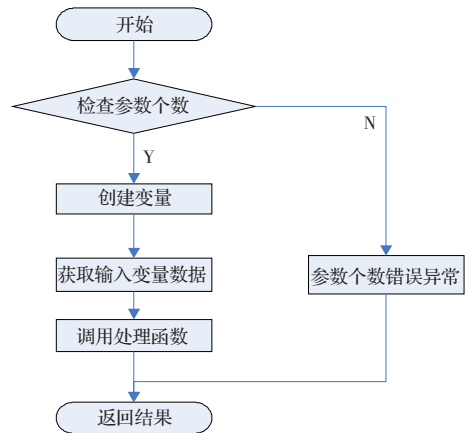 开始
检查参数个数
N
Y
创建变量
获取输入变量数据
参数个数错误异常
调用处理函数
返回结果